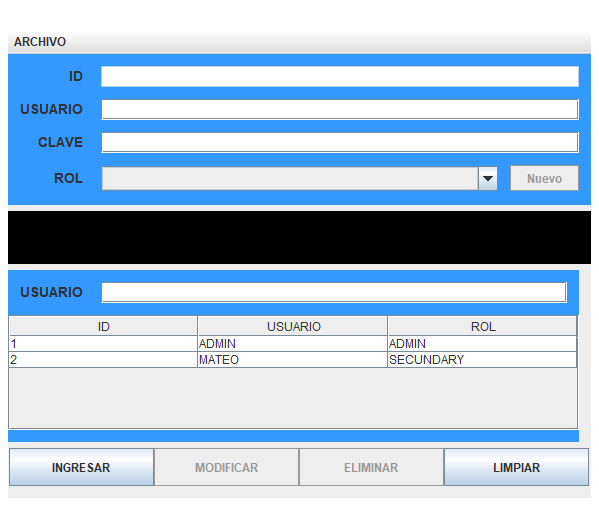 ARCHIVO
ID
USUARIO
CLAVE
ROL Nuevo
USUARIO
ID USUARIO ROL
1 ADMIN ADMIN
2 MATEO SECUNDARY
INGRESAR MODIFICAR ELIMINAR LIMPIAR